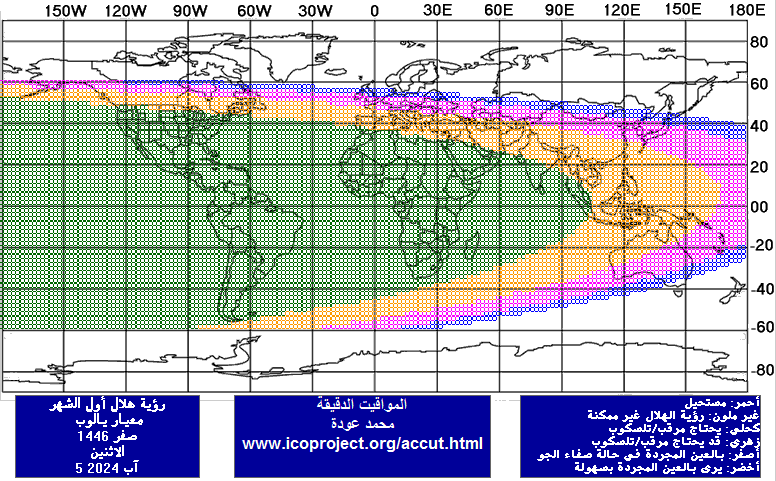 150W 120W 90W 60W 30W 0 30E 60E 90E 120E 150E 180E
80
60
40
20
00
-20
-40
-60
-80
رؤية هلال أول الشهر
معيار يالوب
صفر 1446
الاثنين
5 آب 2024
المواقيت الدقيقة
محمد عودة
www.icoproject.org/accut.html
أحمر: مستحيل
غير ملون: رؤية الهلال غير ممكنة
كحلي: يحتاج مرقب/تلسكوب
زهري: قد يحتاج مرقب/تلسكوب
أصفر: بالعين المجردة في حالة صفاء الجو
أخضر: يرى بالعين المجردة بسهولة